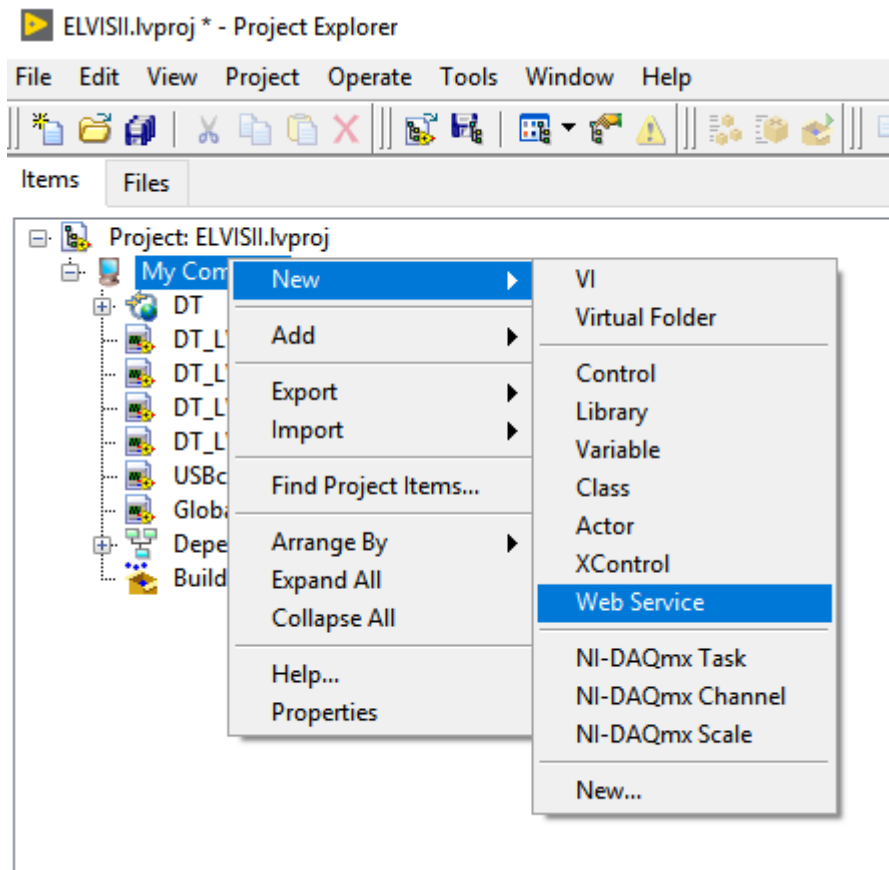 ELVISII.lvproj * - Project Explorer
File Edit View Project Operate Tools Window Help
Items Files
Project: ELVISII.lvproj
My Com
DT
DT_L
DT_L
DT_L
DT_L
USBc
Globa
Depe
Build
New
Add
Export
Import
Find Project Items...
Arrange By
Expand All
Collapse All
Help...
Properties
VI
Virtual Folder
Control
Library
Variable
Class
Actor
XControl
Web Service
NI-DAQmx Task
NI-DAQmx Channel
NI-DAQmx Scale
New...